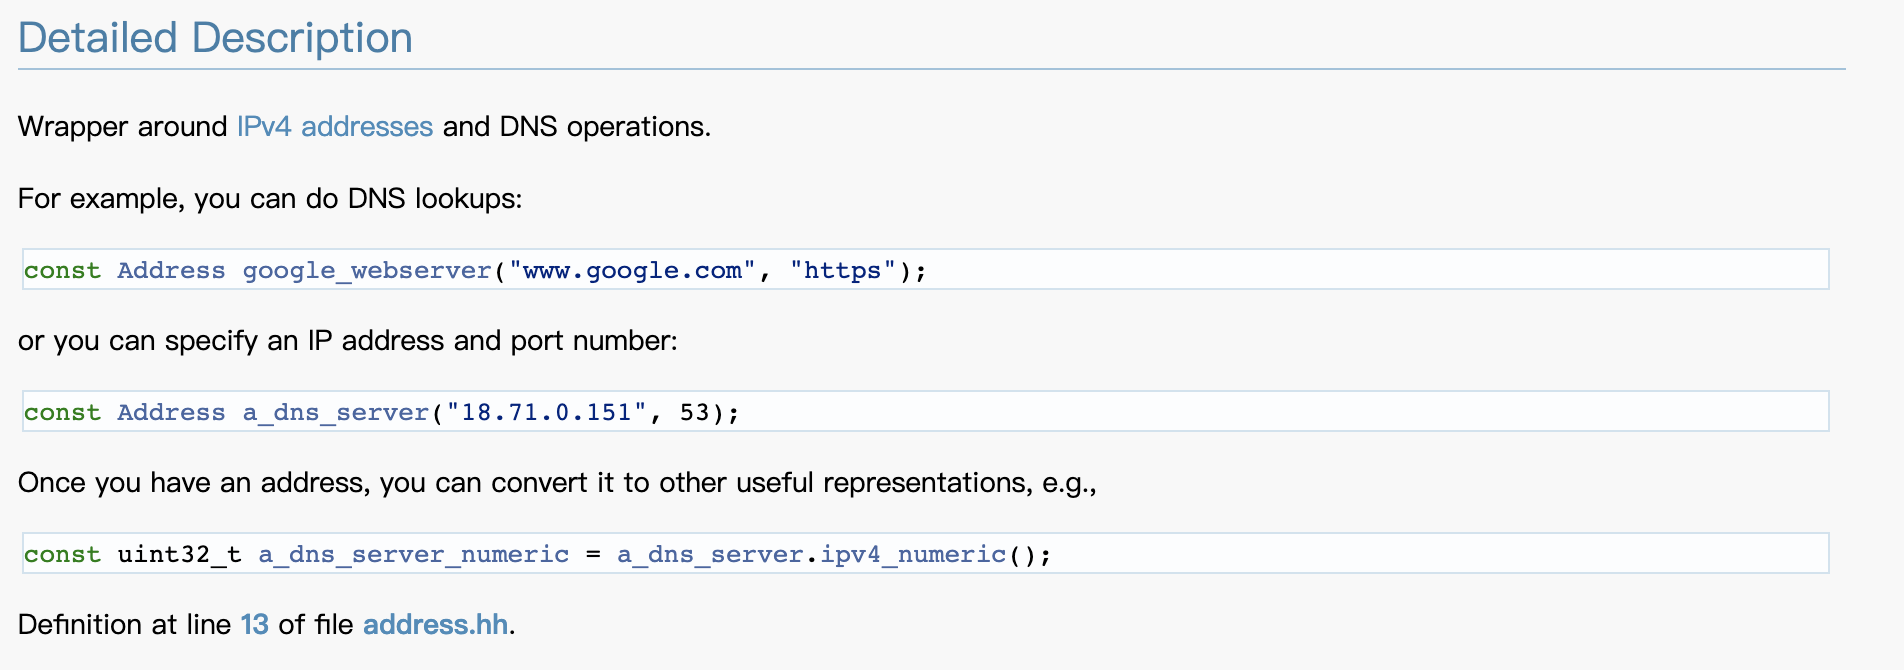 Detailed Description
Wrapper around IPv4 addresses and DNS operations.
For example, you can do DNS lookups:
const Address google_webserver("www.google.com", "https");
or you can specify an IP address and port number:
const Address a_dns_server("18.71.0.151", 53);
Once you have an address, you can convert it to other useful representations, e.g.,
const uint32_t a_dns_server_numeric = a_dns_server.ipv4_numeric();
Definition at line 13 of file address.hh.